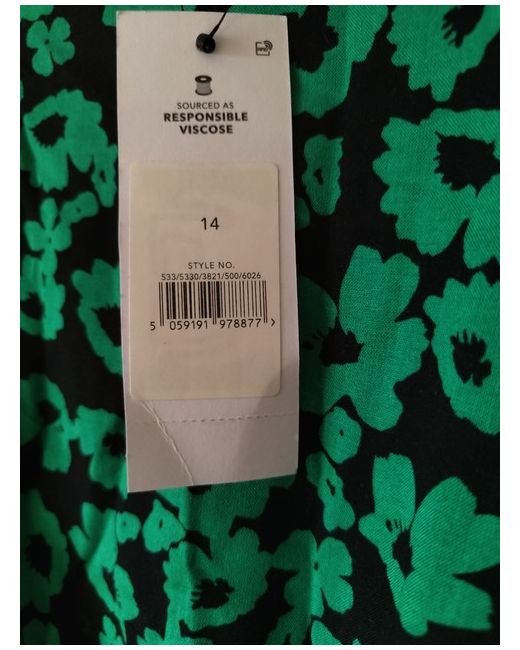 SOURCED AS
RESPONSIBLE
VISCOSE
14
STYLE NO.
533/5330/3821/500/6026
5 059191 978877 >